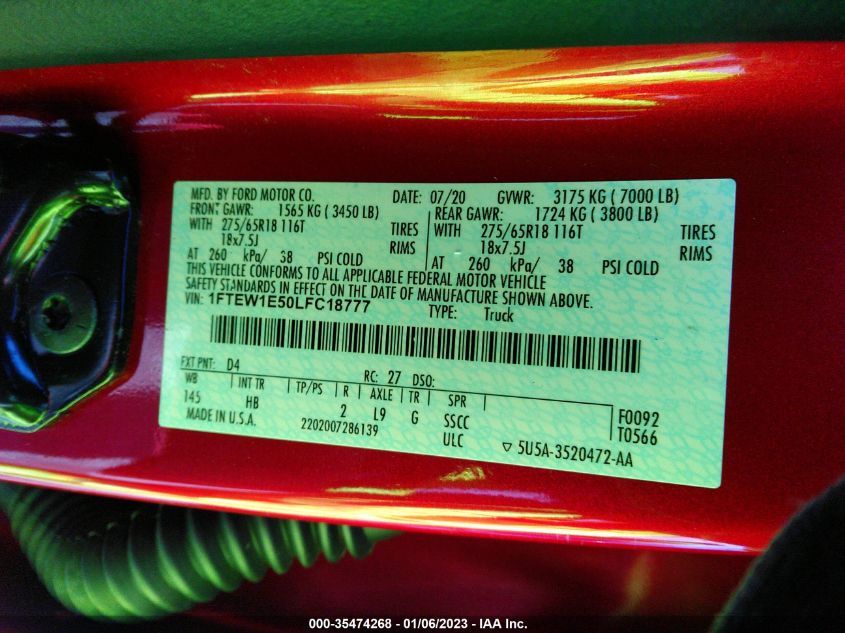 MFD. BY FORD MOTOR CO. DATE: 07/20 GVWR: 3175 KG ( 7000 LB)
FRONT GAWR: 1565 KG ( 3450 LB) REAR GAWR: 1724 KG ( 3800 LB)
WITH 275/65R18 116T TIRES WITH 275/65R18 116T TIRES
18x7.5J RIMS 18x7.5J RIMS
AT 260 kPa/ 38 PSI COLD AT 260 kPa/ 38 PSI COLD
THIS VEHICLE CONFORMS TO ALL APPLICABLE FEDERAL MOTOR VEHICLE
SAFETY STANDARDS IN EFFECT ON THE DATE OF MANUFACTURE SHOWN ABOVE.
VIN: 1FTEW1E50LFC18777 TYPE: Truck
EXT PNT: D4 RC: 27 DSO:
WB INT TR TP/PS R AXLE TR SPR
145 HB 2 L9 G SSCC F0092
MADE IN U.S.A. 2202007286139 ULC T0566
5U5A-3520472-AA
000-35474268 - 01/06/2023 - IAA Inc.